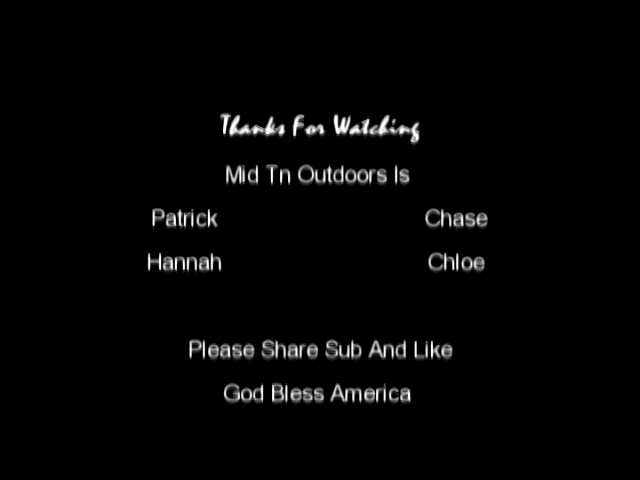 Thanks For Watching
Mid Tn Outdoors Is
Patrick Chase
Hannah Chloe
Please Share Sub And Like
God Bless America